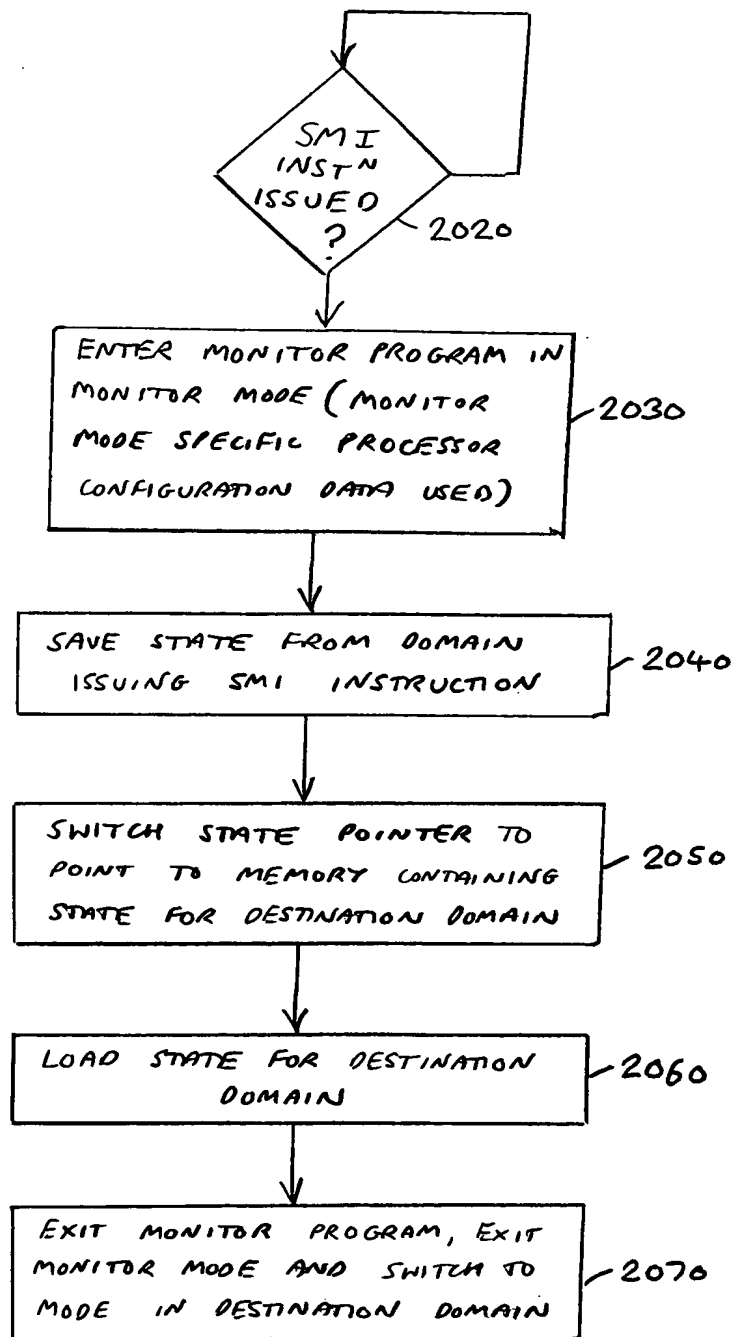 SMI
INSTN
ISSUED
?
2020
ENTER MONITOR PROGRAM IN
MONITOR MODE (MONITOR
MODE SPECIFIC PROCESSOR
CONFIGURATION DATA USED)
2030
SAVE STATE FROM DOMAIN
ISSUING SMI INSTRUCTION
2040
SWITCH STATE POINTER TO
POINT TO MEMORY CONTAINING
STATE FOR DESTINATION DOMAIN
2050
LOAD STATE FOR DESTINATION
DOMAIN
2060
EXIT MONITOR PROGRAM, EXIT
MONITOR MODE AND SWITCH TO
MODE IN DESTINATION DOMAIN
2070